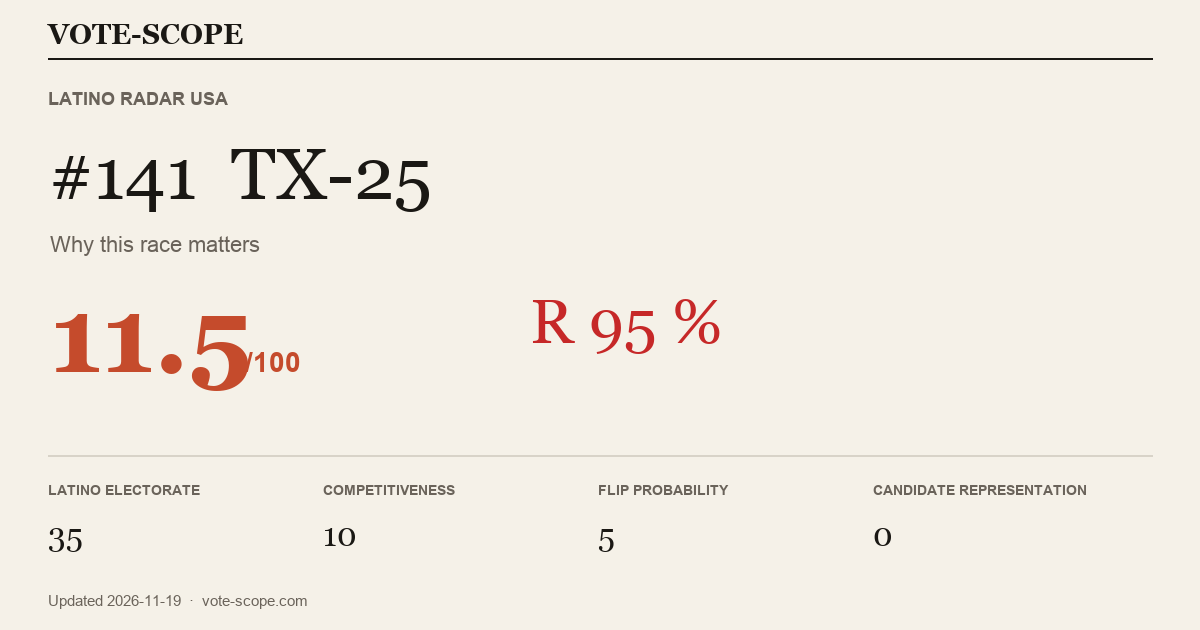 VOTE-SCOPE
LATINO RADAR USA
#141 TX-25
Why this race matters
11.5/100
R 95 %
LATINO ELECTORATE COMPETITIVENESS FLIP PROBABILITY CANDIDATE REPRESENTATION
35 10 5 0
Updated 2026-11-19 · vote-scope.com